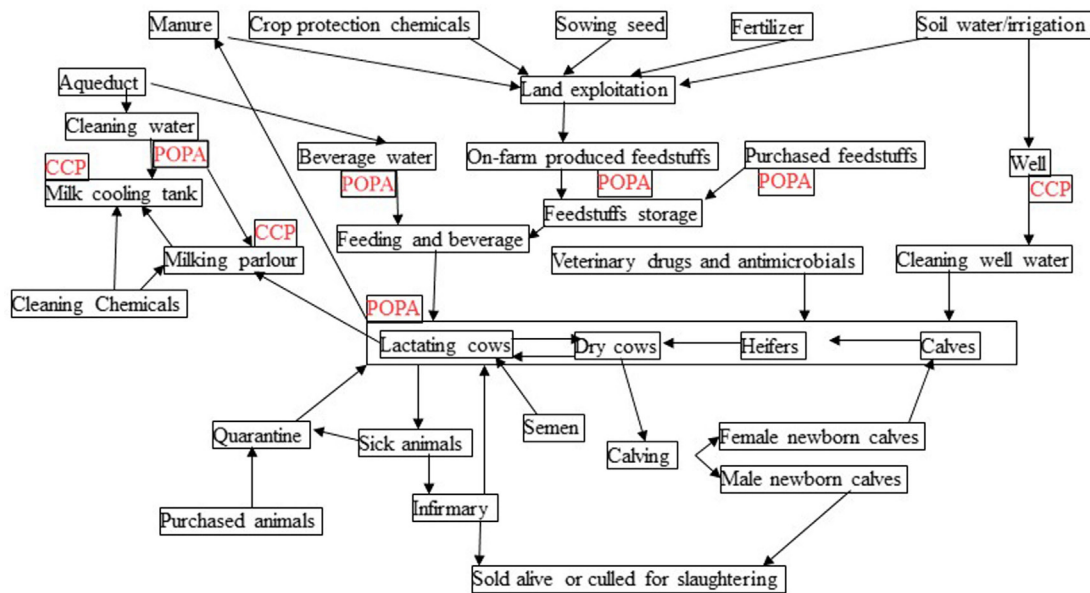 Manure
Crop protection chemicals
Sowing seed
Fertilizer
Soil water/irrigation
Aqueduct
Land exploitation
Cleaning water
CCP
POPA
Beverage water
On-farm produced feedstuffs
Purchased feedstuffs
Well
POPA
POPA
POPA
CCP
Milk cooling tank
Feedstuffs storage
CCP
Feeding and beverage
Milking parlour
Veterinary drugs and antimicrobials
Cleaning well water
Cleaning Chemicals
POPA
Lactating cows
Dry cows
Heifers
Calves
Quarantine
Sick animals
Semen
Calving
Female newborn calves
Male newborn calves
Purchased animals
Infirmary
Sold alive or culled for slaughtering